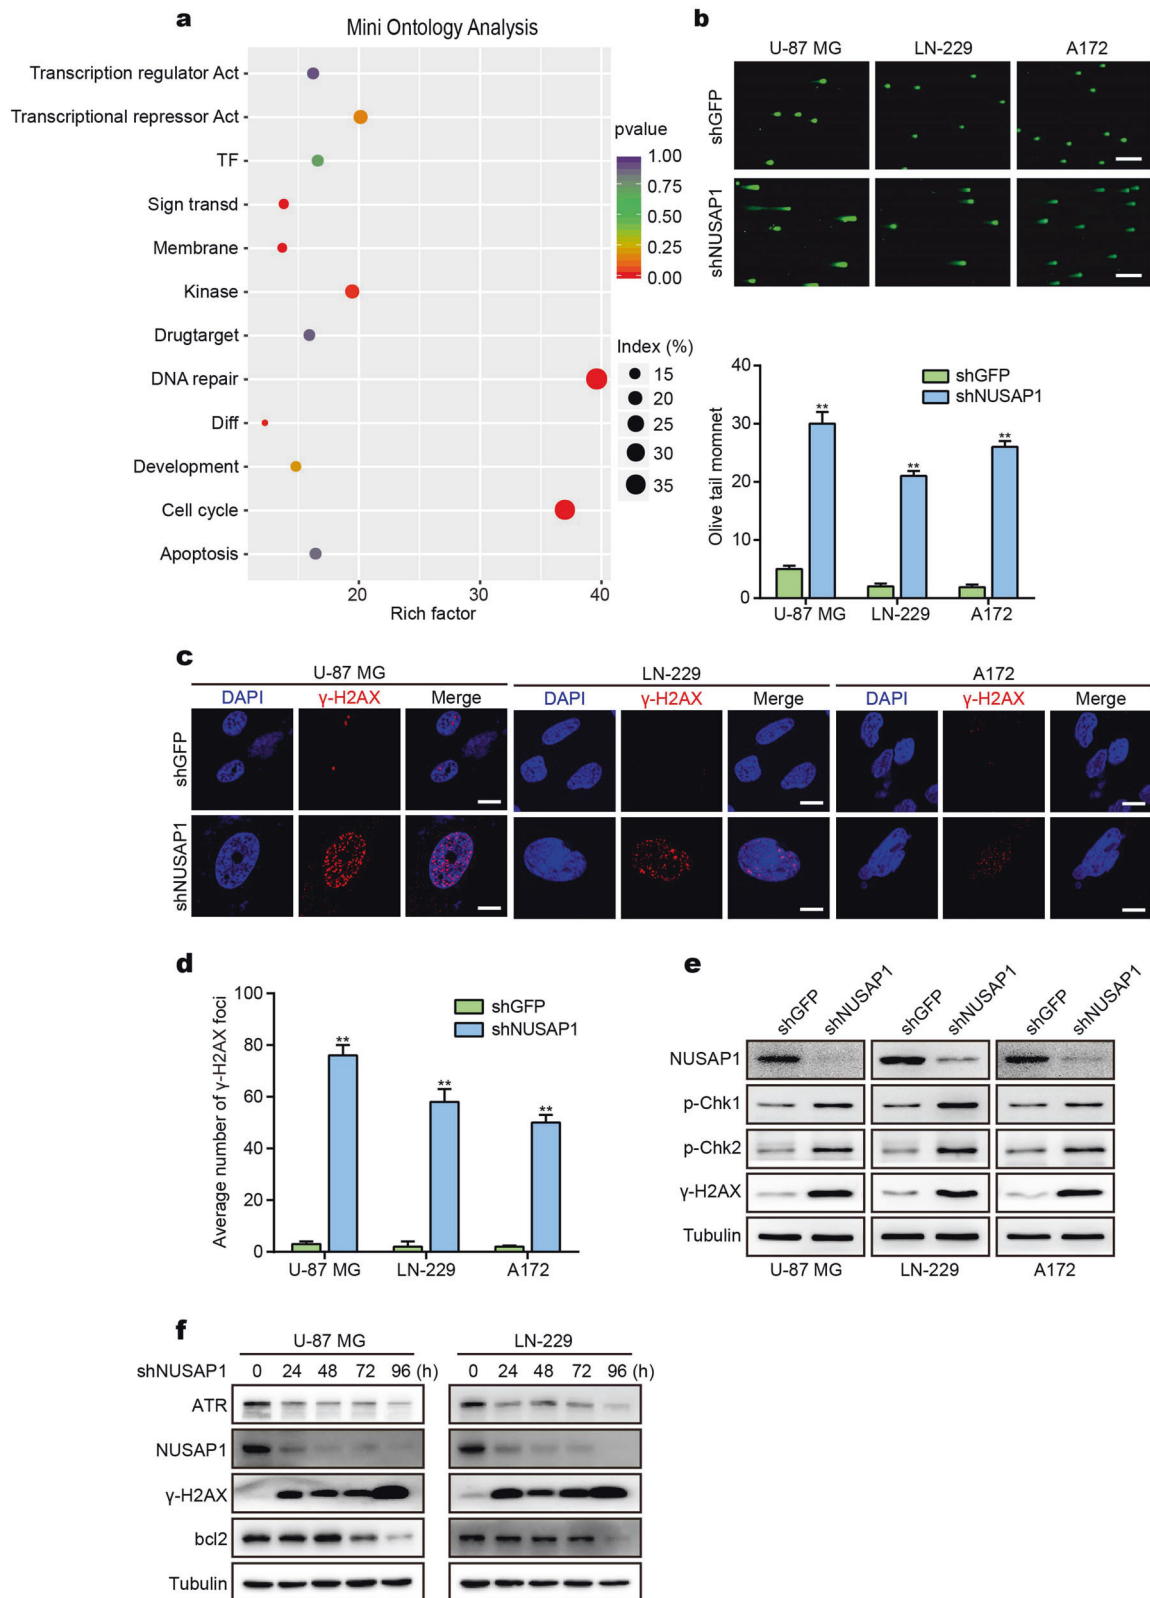 a
Mini Ontology Analysis
Transcription regulator Act
Transcriptional repressor Act
TF
Sign transd
Membrane
Kinase
Drugtarget
DNA repair
Diff
Development
Cell cycle
Apoptosis
20 30 40
Rich factor
pvalue
1.00
0.75
0.50
0.25
0.00
Index (%)
15
20
25
30
35
b
U-87 MG LN-229 A172
shGFP
shNUSAP1
Olive tail momnet
40
30
20
10
0
shGFP
shNUSAP1
** ** **
U-87 MG LN-229 A172
c
U-87 MG LN-229 A172
DAPI γ-H2AX Merge DAPI γ-H2AX Merge DAPI γ-H2AX Merge
shGFP
shNUSAP1
d
Average number of γ-H2AX foci
100
80
60
40
20
0
shGFP
shNUSAP1
** ** **
U-87 MG LN-229 A172
e
shGFP shNUSAP1 shGFP shNUSAP1 shGFP shNUSAP1
NUSAP1
p-Chk1
p-Chk2
γ-H2AX
Tubulin
U-87 MG LN-229 A172
f
U-87 MG LN-229
shNUSAP1 0 24 48 72 96 (h) 0 24 48 72 96 (h)
ATR
NUSAP1
γ-H2AX
bcl2
Tubulin